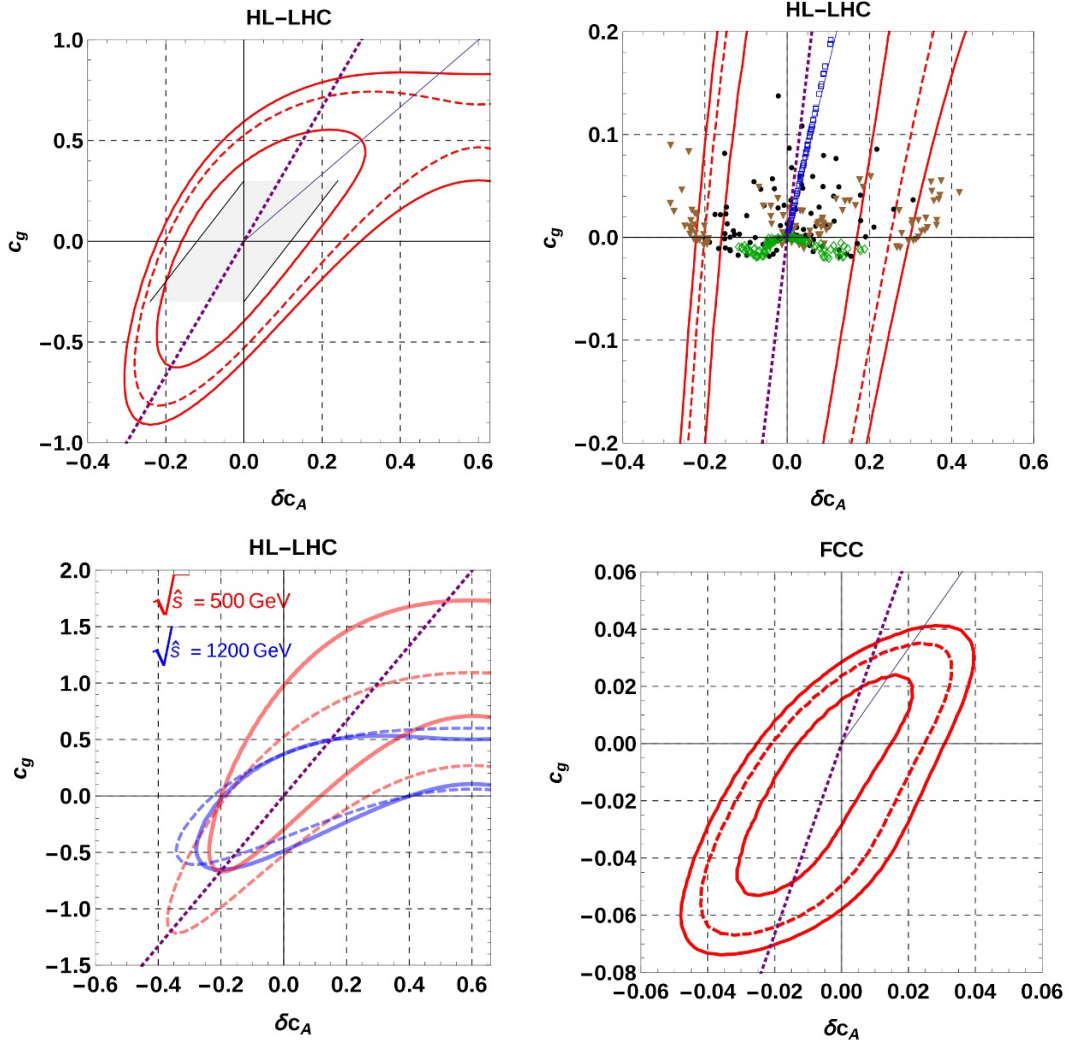 HL−LHC
1.0
0.5
0.0
−0.5
−1.0
c_g
−0.4 −0.2 0.0 0.2 0.4 0.6
δc_A
HL−LHC
0.2
0.1
0.0
−0.1
−0.2
c_g
−0.4 −0.2 0.0 0.2 0.4 0.6
δc_A
HL−LHC
√ŝ = 500 GeV
√ŝ = 1200 GeV
2.0
1.5
1.0
0.5
0.0
−0.5
−1.0
−1.5
c_g
−0.6 −0.4 −0.2 0.0 0.2 0.4 0.6
δc_A
FCC
0.06
0.04
0.02
0.00
−0.02
−0.04
−0.06
−0.08
c_g
−0.06 −0.04 −0.02 0.00 0.02 0.04 0.06
δc_A